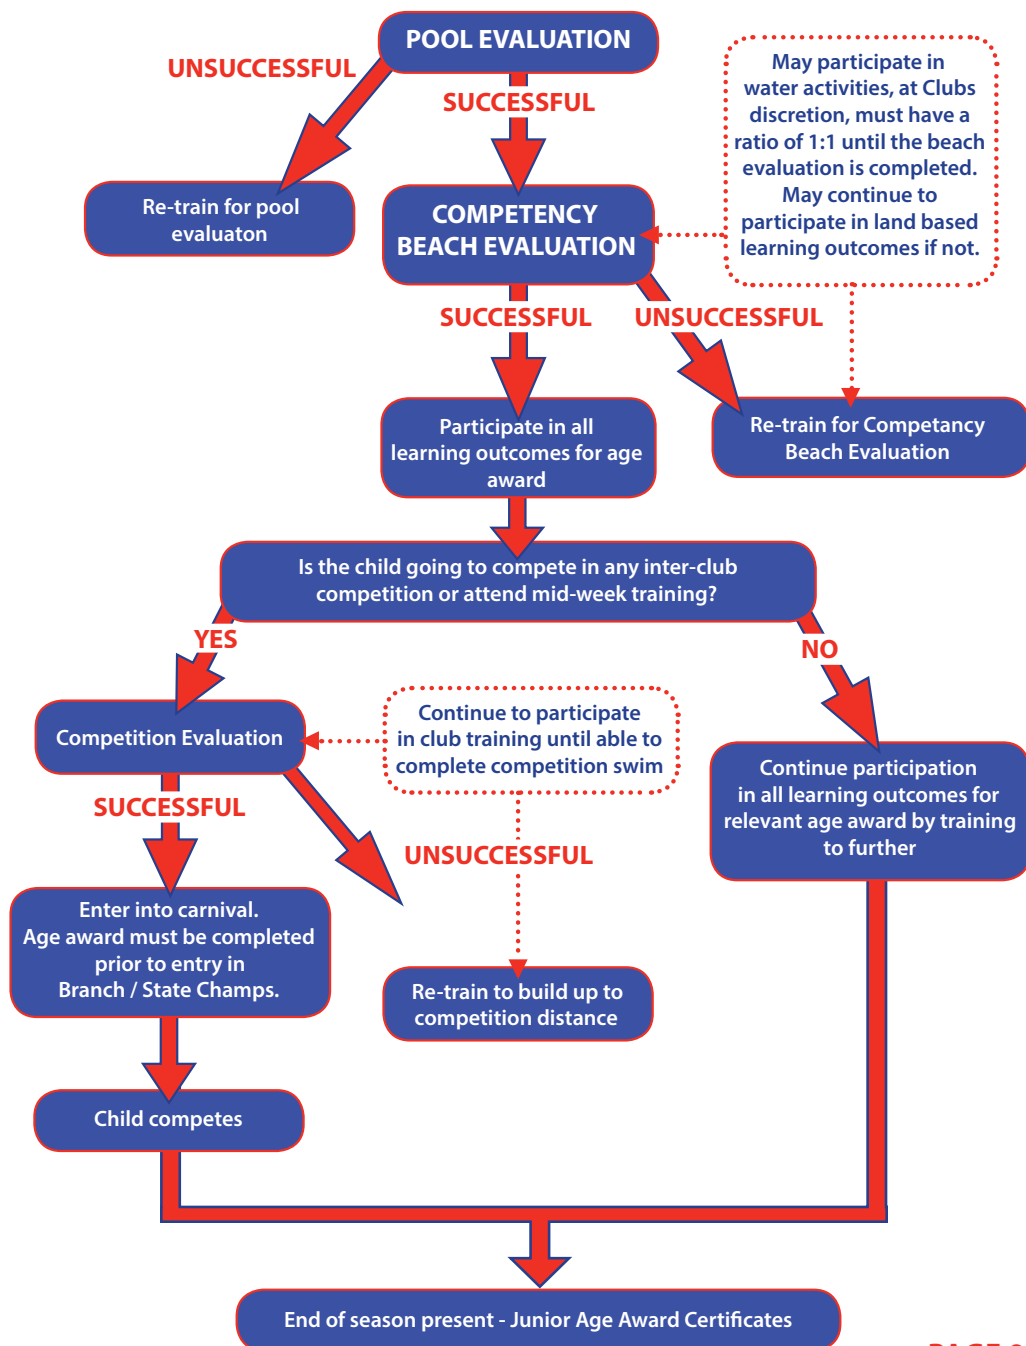 POOL EVALUATION
UNSUCCESSFUL
SUCCESSFUL
May participate in
water activities, at Clubs
discretion, must have a
ratio of 1:1 until the beach
evaluation is completed.
May continue to
participate in land based
learning outcomes if not.
Re-train for pool
evaluaton
COMPETENCY
BEACH EVALUATION
SUCCESSFUL
UNSUCCESSFUL
Participate in all
learning outcomes for age
award
Re-train for Competancy
Beach Evaluation
Is the child going to compete in any inter-club
competition or attend mid-week training?
YES
NO
Competition Evaluation
Continue to participate
in club training until able to
complete competition swim
Continue participation
in all learning outcomes for
relevant age award by training
to further
SUCCESSFUL
UNSUCCESSFUL
Enter into carnival.
Age award must be completed
prior to entry in
Branch / State Champs.
Re-train to build up to
competition distance
Child competes
End of season present - Junior Age Award Certificates